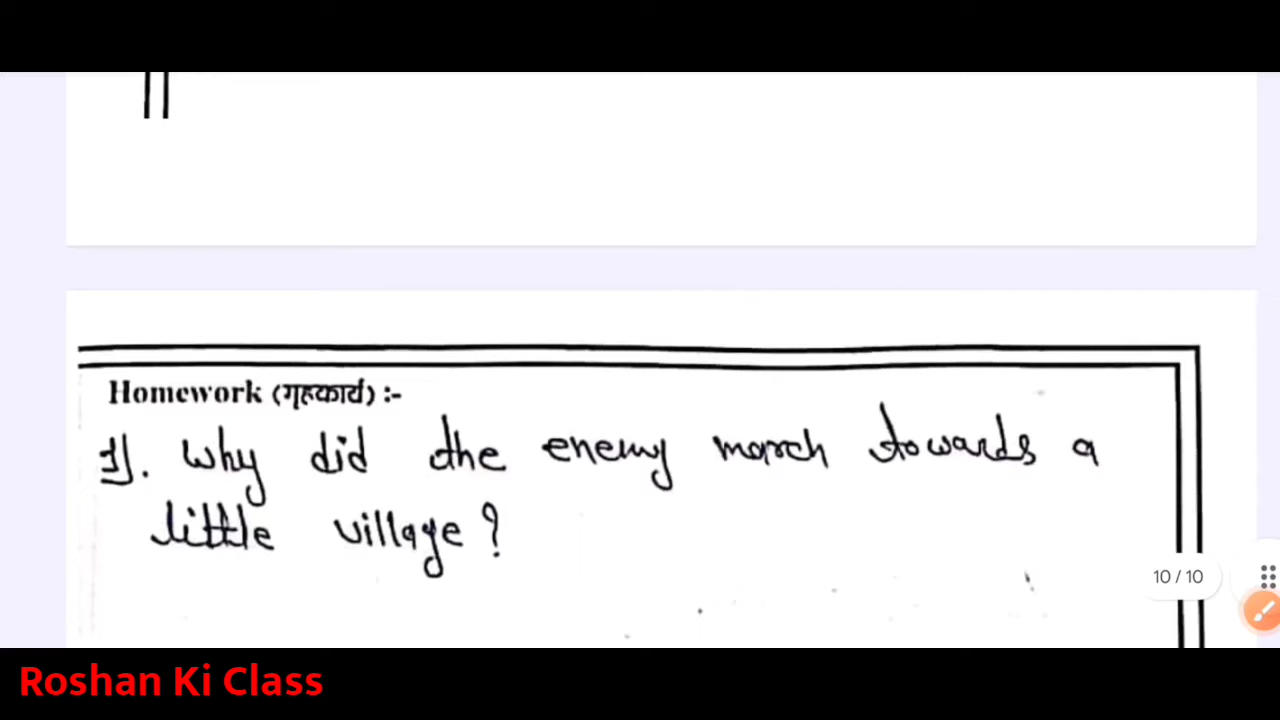 Homework (गृहकार्य) :-
1). Why did the enemy march towards a
little village?
10 / 10
Roshan Ki Class